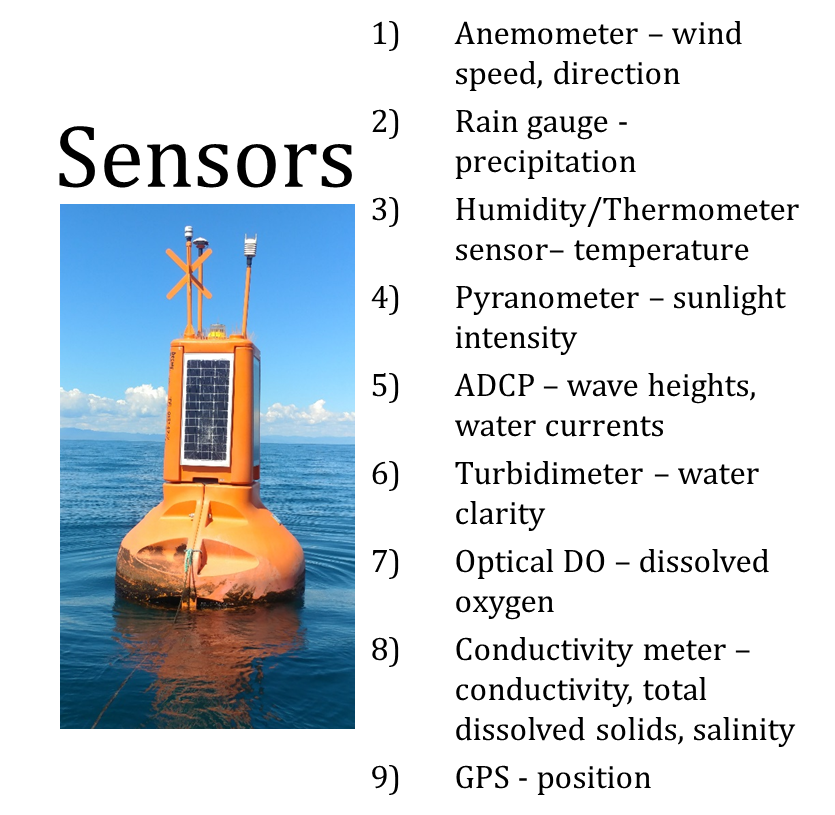 Sensors
1) Anemometer – wind
speed, direction
2) Rain gauge -
precipitation
3) Humidity/Thermometer
sensor– temperature
4) Pyranometer – sunlight
intensity
5) ADCP – wave heights,
water currents
6) Turbidimeter – water
clarity
7) Optical DO – dissolved
oxygen
8) Conductivity meter –
conductivity, total
dissolved solids, salinity
9) GPS - position